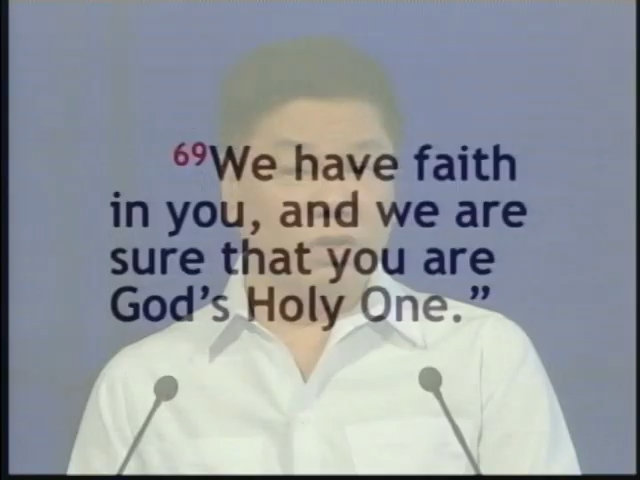 69We have faith
in you, and we are
sure that you are
God's Holy One.”